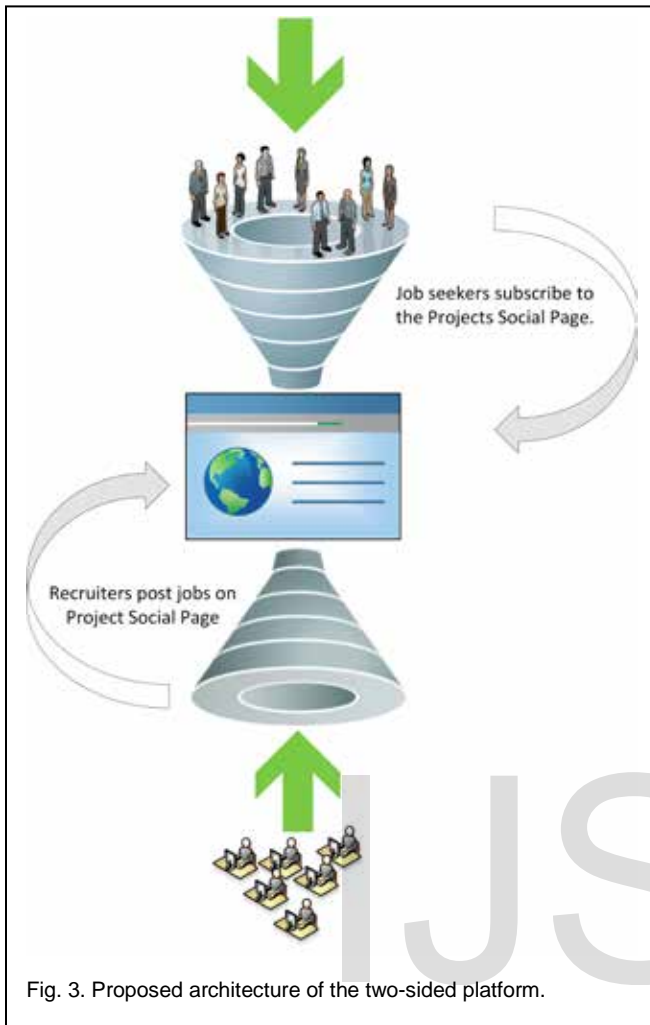 Job seekers subscribe to
the Projects Social Page.
Recruiters post jobs on
Project Social Page
IJS
Fig. 3. Proposed architecture of the two-sided platform.